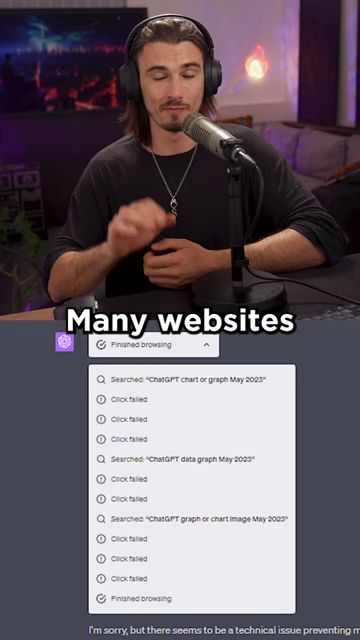 Many websites
Finished browsing
Searched: "ChatGPT chart or graph May 2023"
Click failed
Click failed
Click failed
Searched: "ChatGPT data graph May 2023"
Click failed
Click failed
Searched: "ChatGPT graph or chart image May 2023"
Click failed
Click failed
Click failed
Finished browsing
I'm sorry, but there seems to be a technical issue preventing m